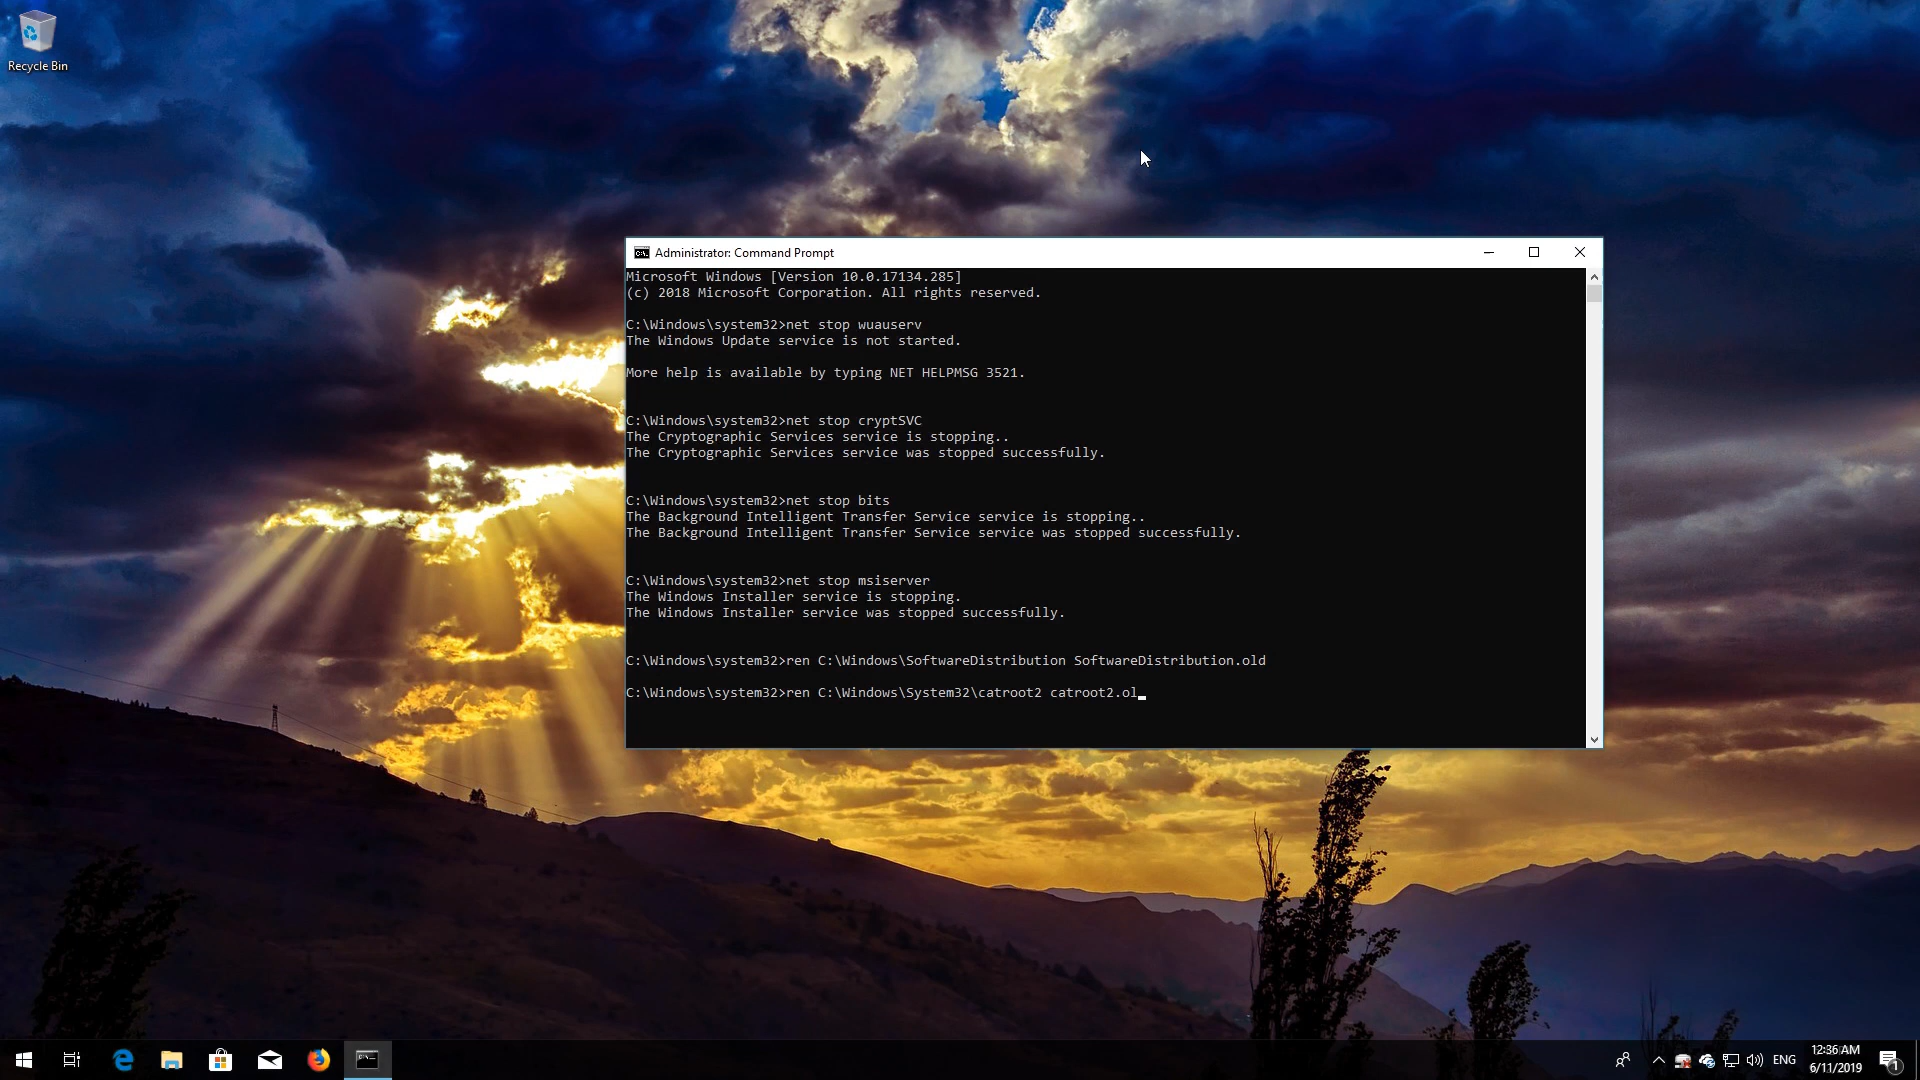 Recycle Bin
Administrator: Command Prompt
Microsoft Windows [Version 10.0.17134.285]
(c) 2018 Microsoft Corporation. All rights reserved.
C:\Windows\system32>net stop wuauserv
The Windows Update service is not started.
More help is available by typing NET HELPMSG 3521.
C:\Windows\system32>net stop cryptSVC
The Cryptographic Services service is stopping..
The Cryptographic Services service was stopped successfully.
C:\Windows\system32>net stop bits
The Background Intelligent Transfer Service service is stopping..
The Background Intelligent Transfer Service service was stopped successfully.
C:\Windows\system32>net stop msiserver
The Windows Installer service is stopping.
The Windows Installer service was stopped successfully.
C:\Windows\system32>ren C:\Windows\SoftwareDistribution SoftwareDistribution.old
C:\Windows\system32>ren C:\Windows\System32\catroot2 catroot2.ol_
ENG
12:36 AM
6/11/2019
1